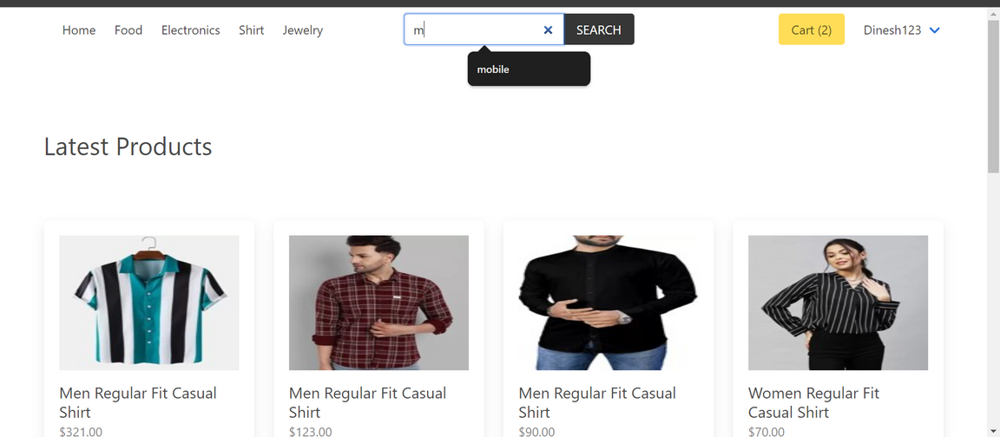 Home Food Electronics Shirt Jewelry m SEARCH Cart (2) Dinesh123
mobile
Latest Products
Men Regular Fit Casual
Shirt
$321.00
Men Regular Fit Casual
Shirt
$123.00
Men Regular Fit Casual
Shirt
$90.00
Women Regular Fit
Casual Shirt
$70.00